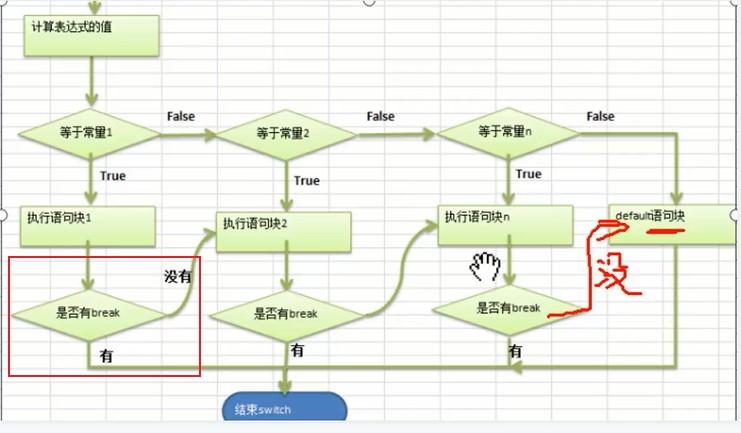 计算表达式的值
等于常量1
False
等于常量2
False
等于常量n
False
True
True
True
执行语句块1
执行语句块2
执行语句块n
default语句块
没有
没
是否有break
是否有break
是否有break
有
有
有
结束switch